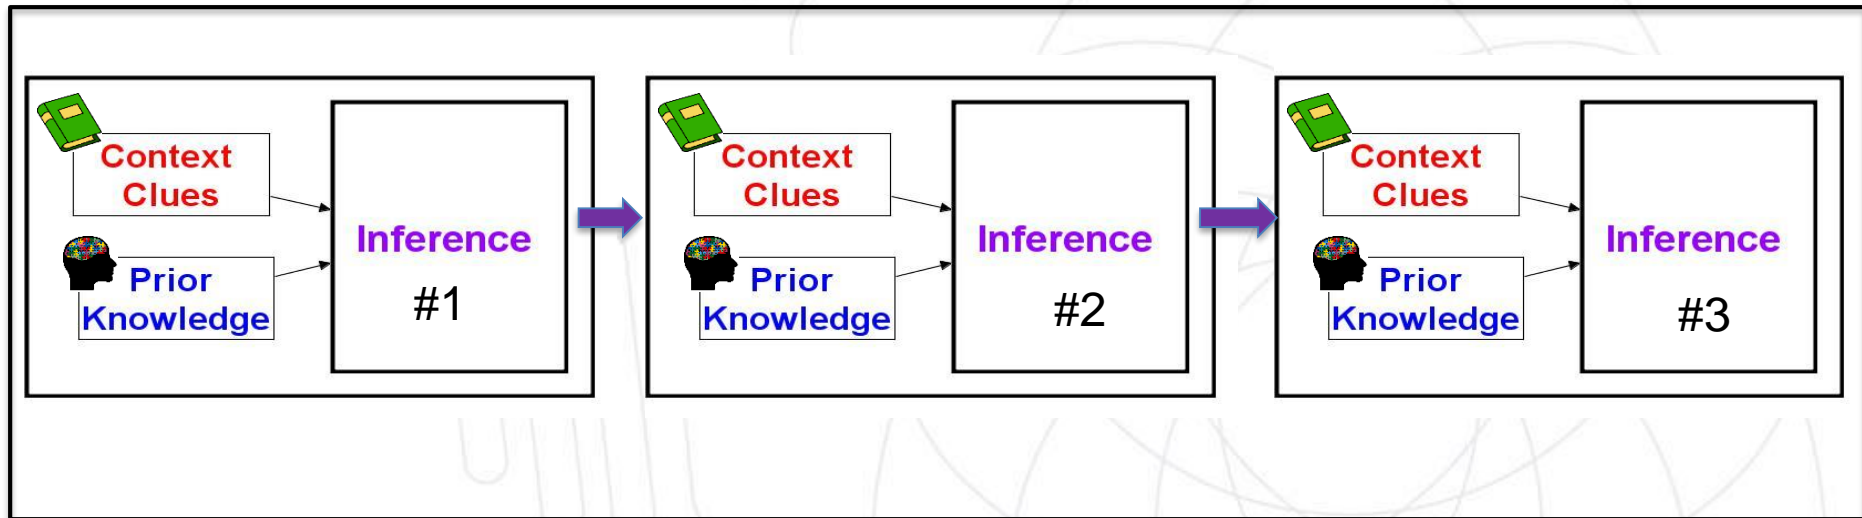 Context
Clues
Prior
Knowledge
Inference
#1
Context
Clues
Prior
Knowledge
Inference
#2
Context
Clues
Prior
Knowledge
Inference
#3